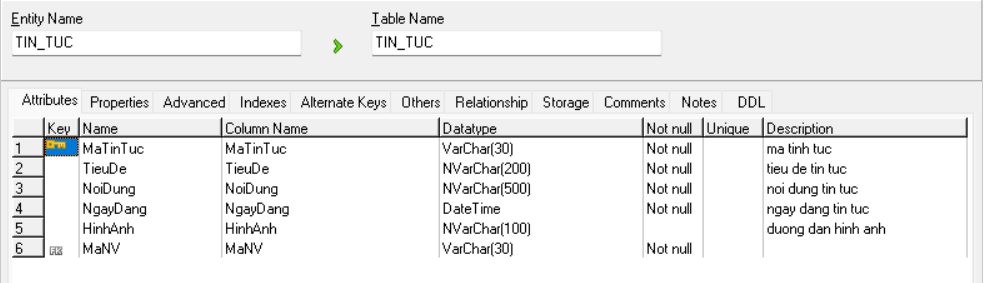 Entity Name Table Name
TIN_TUC TIN_TUC
Attributes Properties Advanced Indexes Alternate Keys Others Relationship Storage Comments Notes DDL
Key Name Column Name Datatype Not null Unique Description
1 MaTinTuc MaTinTuc VarChar(30) Not null ma tinh tuc
2 TieuDe TieuDe NVarChar(200) Not null tieu de tin tuc
3 NoiDung NoiDung NVarChar(500) Not null noi dung tin tuc
4 NgayDang NgayDang DateTime Not null ngay dang tin tuc
5 HinhAnh HinhAnh NVarChar(100) duong dan hinh anh
6 FK MaNV MaNV VarChar(30) Not null